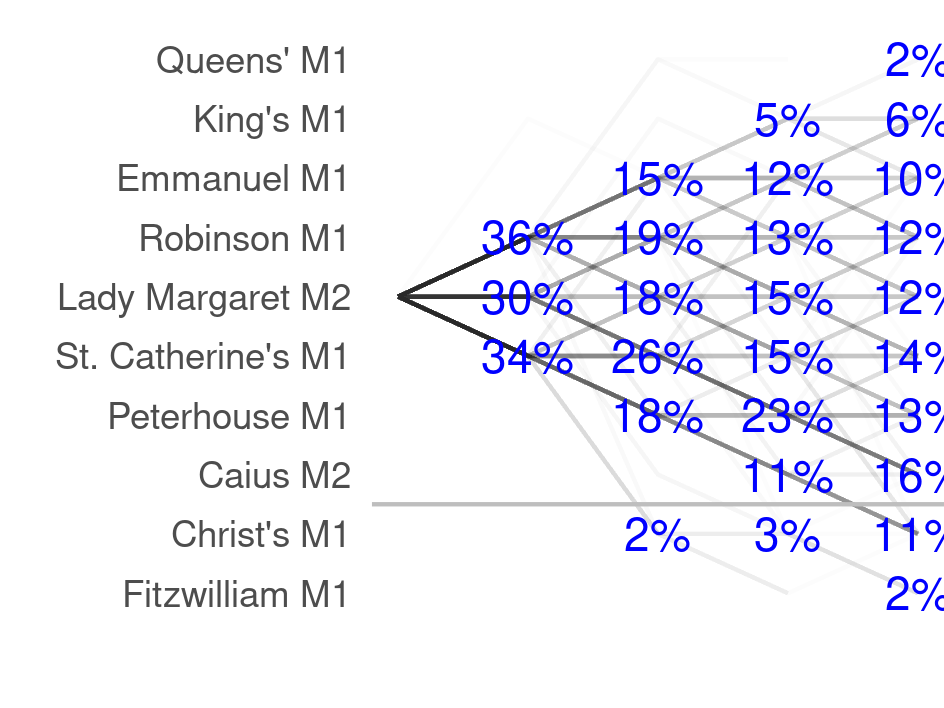 Queens' M1 2%
King's M1 5% 6%
Emmanuel M1 15% 12% 10%
Robinson M1 36% 19% 13% 12%
Lady Margaret M2 30% 18% 15% 12%
St. Catherine's M1 34% 26% 15% 14%
Peterhouse M1 18% 23% 13%
Caius M2 11% 16%
Christ's M1 2% 3% 11%
Fitzwilliam M1 2%